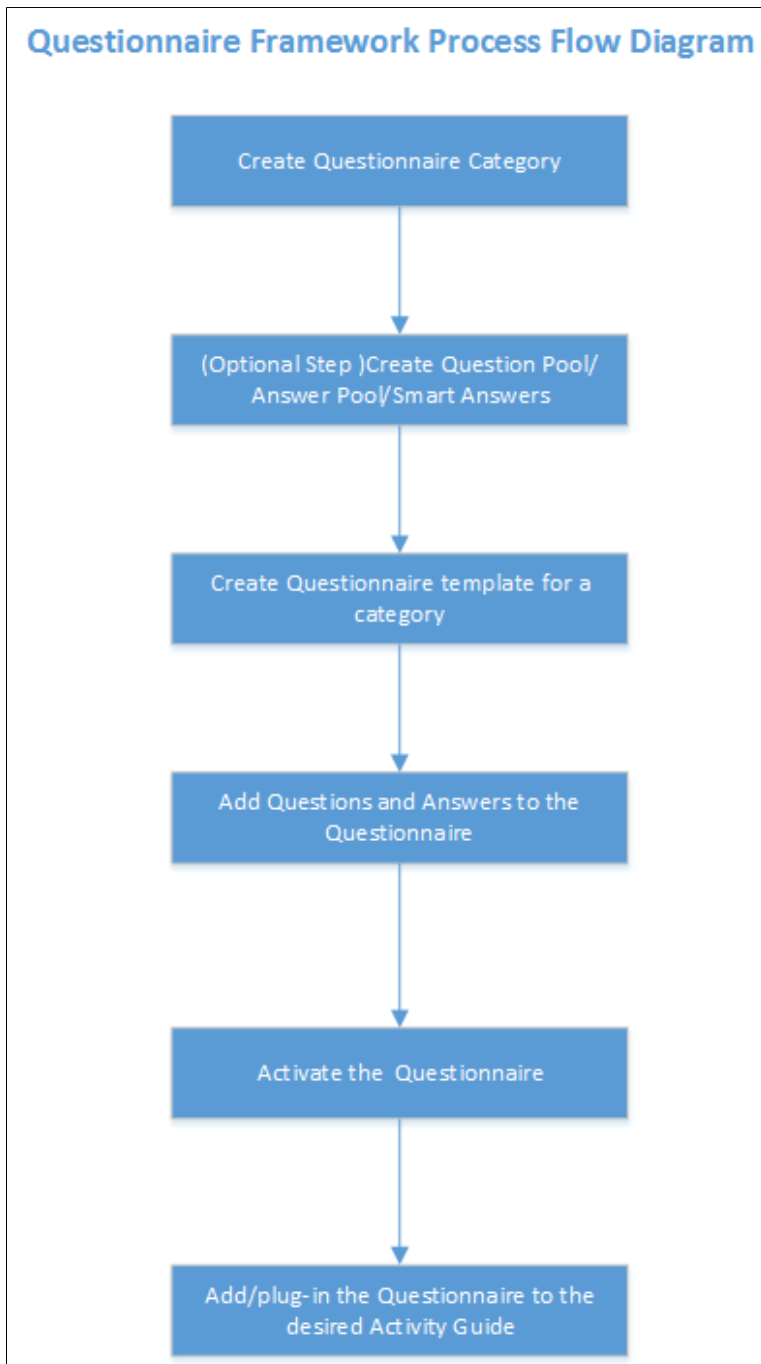 Questionnaire Framework Process Flow Diagram
Create Questionnaire Category
(Optional Step )Create Question Pool/
Answer Pool/Smart Answers
Create Questionnaire template for a
category
Add Questions and Answers to the
Questionnaire
Activate the  Questionnaire
Add/plug-in the Questionnaire to the
desired Activity Guide